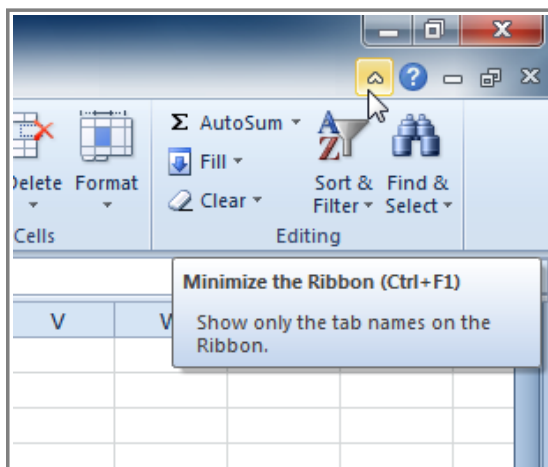 Σ AutoSum
Fill
Clear
Delete Format
Sort & Find &
Filter Select
Cells
Editing
Minimize the Ribbon (Ctrl+F1)
Show only the tab names on the
Ribbon.
V